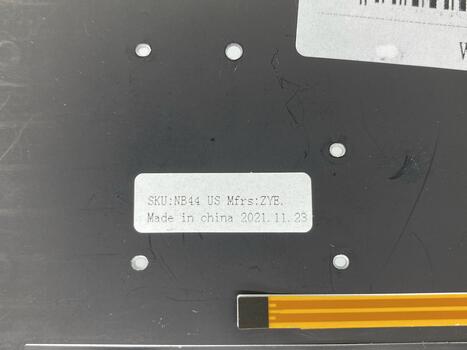 W
SKU:NB44 US Mfrs:ZYE.
Made in china 2021.11.23